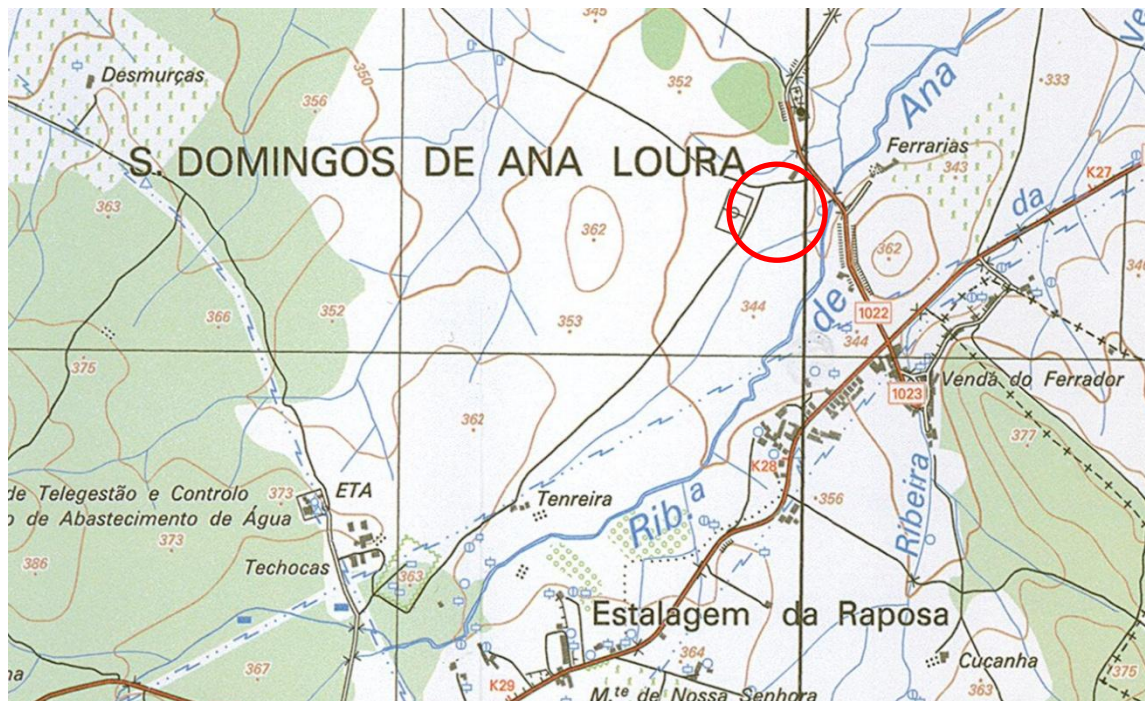 345
Desmurças
350
352
333
356
Ana
Ferrarias
S. DOMINGOS DE ANA LOURA
343
K27
363
da
362
362
de
366
352
344
1022
353
344
375
Venda do Ferrador
1023
362
377
K28
de Telegestão e Controlo
373
ETA
Tenreira
356
o de Abastecimento de Água
Rib.a
Ribeira
373
386
Techocas
363
Estalagem da Raposa
367
364
Cucanha
375
K29
363
M.te de Nossa Senhora